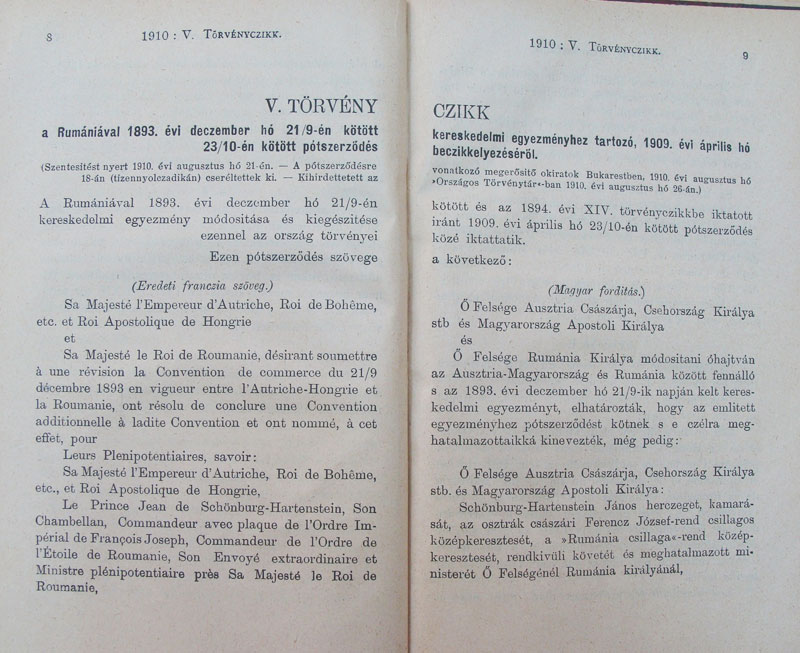 8
1910 : V. TÖRVÉNYCZIKK.
V. TÖRVÉNY
a Rumániával 1893. évi deczember hó 21/9-én kötött
23/10-én kötött pótszerződés
(Szentesítést nyert 1910. évi augusztus hó 21-én. — A pótszerződésre
18-án (tizennyolczadikán) cseréltettek ki. — Kihirdettetett az
A Rumániával 1893. évi deczember hó 21/9-én
kereskedelmi egyezmény módositása és kiegészitése
ezennel az ország törvényei
Ezen pótszerződés szövege
(Eredeti franczia szöveg.)
Sa Majesté l'Empereur d'Autriche, Roi de Bohême,
etc. et Roi Apostolique de Hongrie
et
Sa Majesté le Roi de Roumanie, désirant soumettre
à une révision la Convention de commerce du 21/9
décembre 1893 en vigueur entre l'Autriche-Hongrie et
la Roumanie, ont résolu de conclure une Convention
additionnelle à ladite Convention et ont nommé, à cet
effet, pour
Leurs Plenipotentiaires, savoir:
Sa Majesté l'Empereur d'Autriche, Roi de Bohême,
etc., et Roi Apostolique de Hongrie,
Le Prince Jean de Schönburg-Hartenstein, Son
Chambellan, Commandeur avec plaque de l'Ordre Im-
périal de François Joseph, Commandeur de l'Ordre de
l'Étoile de Roumanie, Son Envoyé extraordinaire et
Ministre plénipotentiaire près Sa Majesté le Roi de
Roumanie,
1910 : V. TÖRVÉNYCZIKK.
9
CZIKK
kereskedelmi egyezményhez tartozó, 1909. évi április hó
beczikkelyezéséről.
vonatkozó megerősitő okiratok Bukarestben, 1910. évi augusztus hó
»Országos Törvénytár«-ban 1910. évi augusztus hó 26-án.)
kötött és az 1894. évi XIV. törvényczikkbe iktatott
iránt 1909. évi április hó 23/10-én kötött pótszerződés
közé iktattatik.
a következő:
(Magyar forditás.)
Ő Felsége Ausztria Császárja, Csehország Királya
stb és Magyarország Apostoli Királya
és
Ő Felsége Rumánia Királya módositani óhajtván
az Ausztria-Magyarország és Rumánia között fennálló
s az 1893. évi deczember hó 21/9-ik napján kelt keres-
kedelmi egyezményt, elhatározták, hogy az emlitett
egyezményhez pótszerződést kötnek s e czélra meg-
hatalmazottaikká kinevezték, még pedig:
Ő Felsége Ausztria Császárja, Csehország Királya
stb. és Magyarország Apostoli Királya:
Schönburg-Hartenstein János herczeget, kamará-
sát, az osztrák császári Ferencz József-rend csillagos
középkeresztesét, a »Rumánia csillaga«-rend közép-
keresztesét, rendkivüli követét és meghatalmazott mi-
nisterét Ő Felségénél Rumánia királyánál,